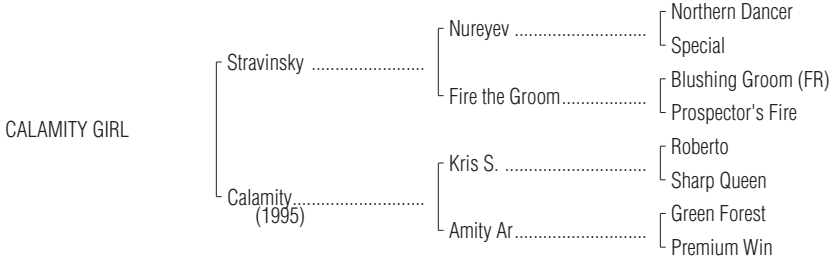 Northern Dancer
Nureyev ............................
Special
Stravinsky ........................
Blushing Groom (FR)
Fire the Groom..................
Prospector's Fire
CALAMITY GIRL
Roberto
Kris S. ..............................
Sharp Queen
Calamity............................
(1995)
Green Forest
Amity Ar............................
Premium Win